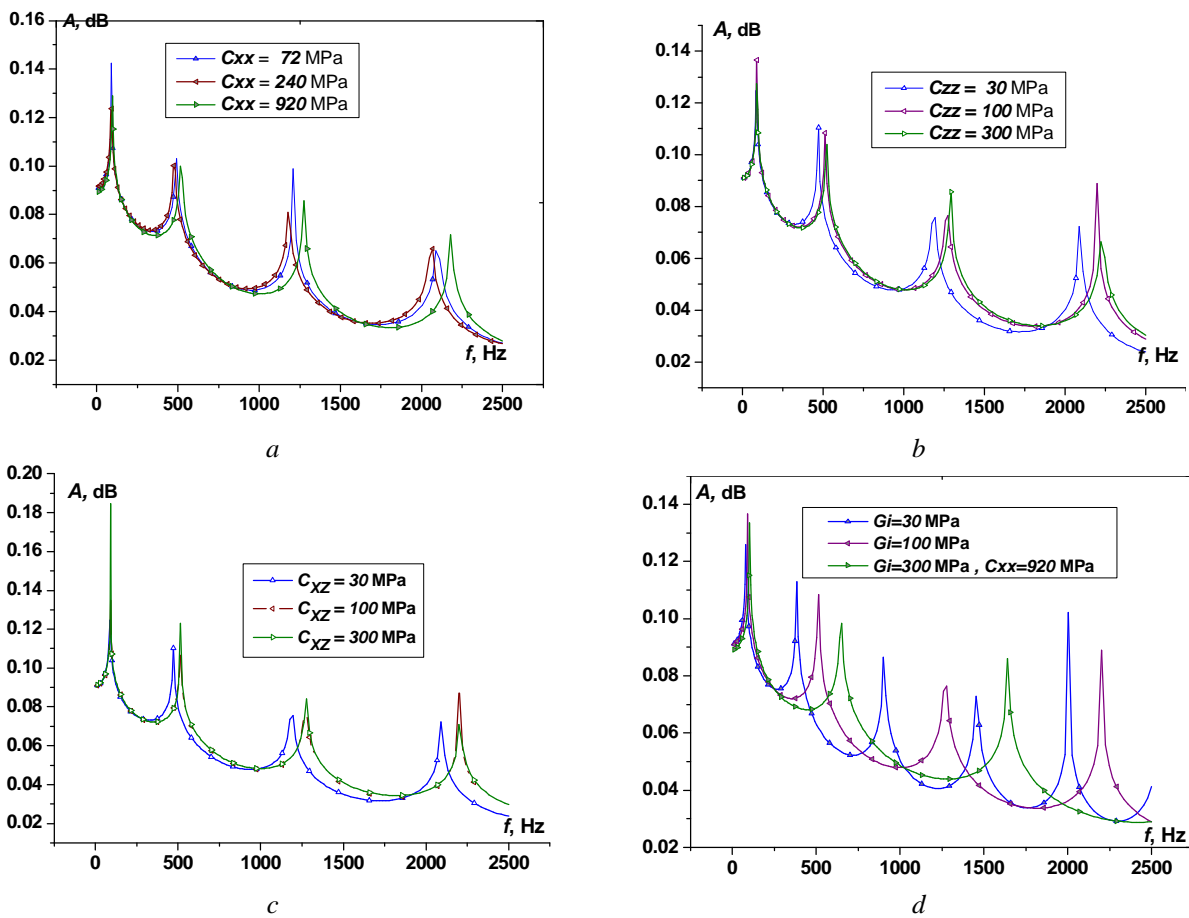 A, dB
0.16
0.14
0.12
0.10
0.08
0.06
0.04
0.02
Cxx = 72 MPa
Cxx = 240 MPa
Cxx = 920 MPa
f, Hz
0 500 1000 1500 2000 2500
a
A, dB
0.14
0.12
0.10
0.08
0.06
0.04
0.02
Czz = 30 MPa
Czz = 100 MPa
Czz = 300 MPa
f, Hz
0 500 1000 1500 2000 2500
b
A, dB
0.20
0.18
0.16
0.14
0.12
0.10
0.08
0.06
0.04
0.02
CXZ = 30 MPa
CXZ = 100 MPa
CXZ = 300 MPa
f, Hz
0 500 1000 1500 2000 2500
c
A, dB
0.14
0.12
0.10
0.08
0.06
0.04
0.02
Gi=30 MPa
Gi=100 MPa
Gi=300 MPa , Cxx=920 MPa
f, Hz
0 500 1000 1500 2000 2500
d